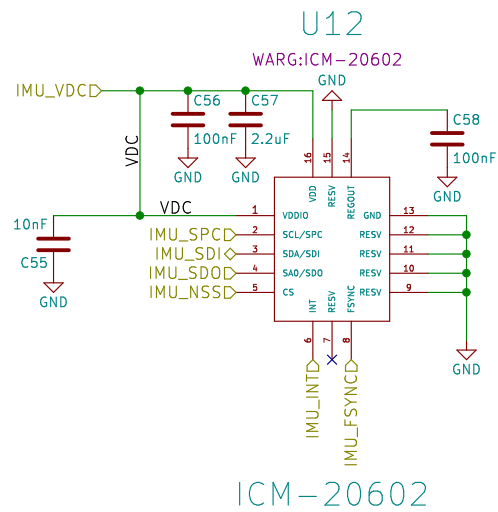 U12
WARG:ICM-20602
GND
IMU_VDC
C56
C57
C58
100nF
2.2uF
100nF
GND
GND
GND
VDC
VDC
10nF
C55
GND
16
15
14
VDD
RESV
REGOUT
1
VDDIO
GND
13
IMU_SPC
2
SCL/SPC
RESV
12
IMU_SDI
3
SDA/SDI
RESV
11
IMU_SDO
4
SA0/SDO
RESV
10
IMU_NSS
5
CS
RESV
9
INT
RESV
FSYNC
6
7
8
IMU_INT
IMU_FSYNC
GND
ICM-20602